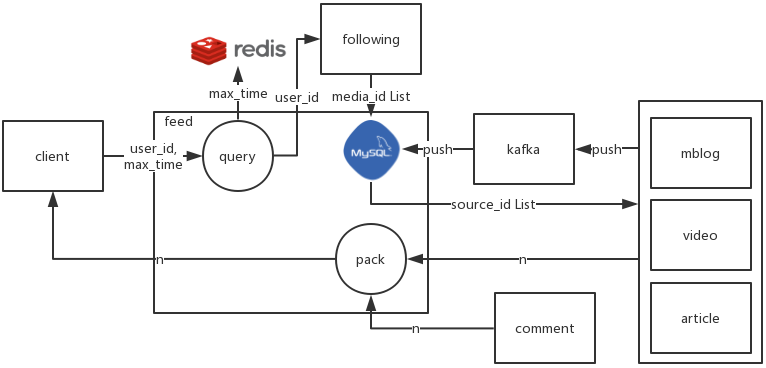 redis
following
max_time
user_id
media_id List
feed
client
user_id,
max_time
query
MySQL
push
kafka
push
mblog
source_id List
video
n
pack
n
article
n
comment